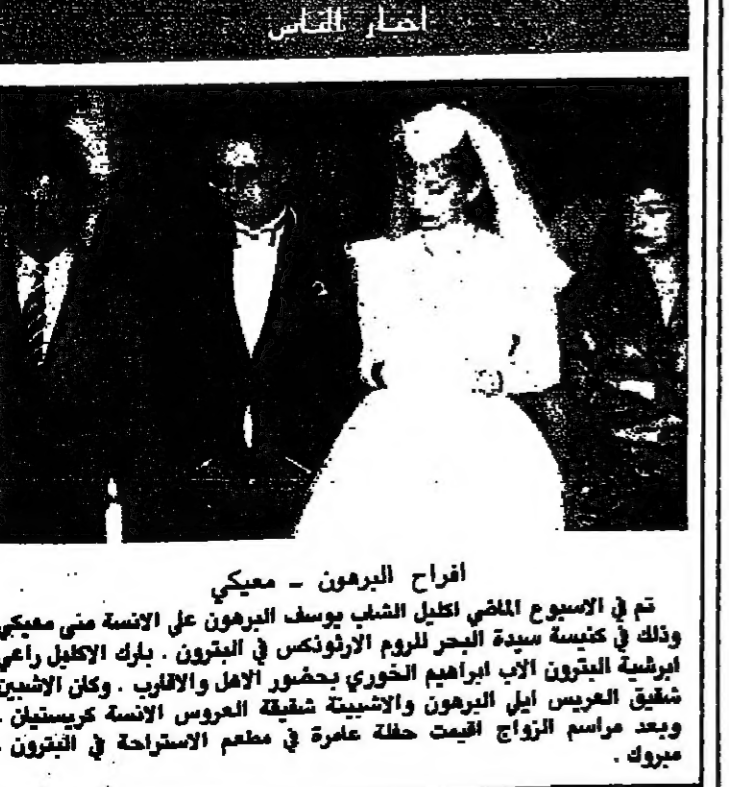 اخبار الناس
افراح البرهون ـ معيكي
تم في الاسبوع الماضي اكليل الشاب يوسف البرهون على الانسة منى معيكي
وذلك في كنيسة سيدة البحر للروم الارثوذكس في البترون . بارك الاكليل راعي
ابرشية البترون الاب ابراهيم الخوري بحضور الاهل والاقارب . وكان الاشبين
شقيق العريس ايلي البرهون والاشبينة شقيقة العروس الانسة كريستيان .
وبعد مراسم الزواج اقيمت حفلة عامرة في مطعم الاستراحة في البترون .
مبروك .